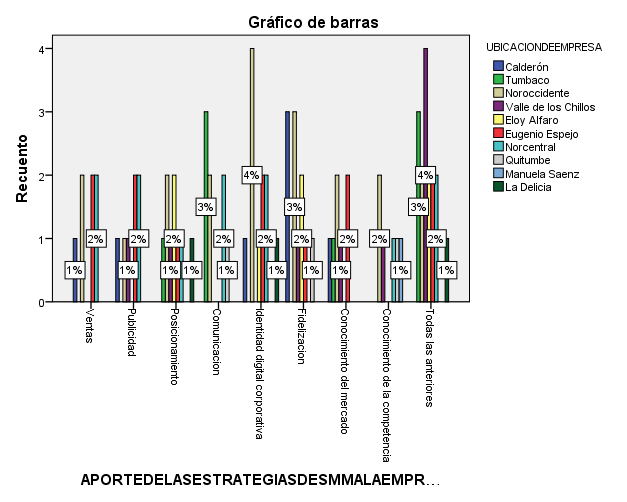 Gráfico de barras
UBICACIONDEEMPRESA
Calderón
Tumbaco
Noroccidente
Valle de los Chillos
Eloy Alfaro
Eugenio Espejo
Norcentral
Quitumbe
Manuela Saenz
La Delicia
Recuento
4
3
2
1
0
4%
4%
3%
3%
3%
2%
2%
2%
2%
2%
2%
2%
2%
2%
1%
1%
1%
1%
1%
1%
1%
1%
1%
1%
Ventas
Publicidad
Posicionamiento
Comunicacion
Identidad digital corporativa
Fidelizacion
Conocimiento del mercado
Conocimiento de la competencia
Todas las anteriores
APORTEDELASESTRATEGIASDESMMALAEMPR...